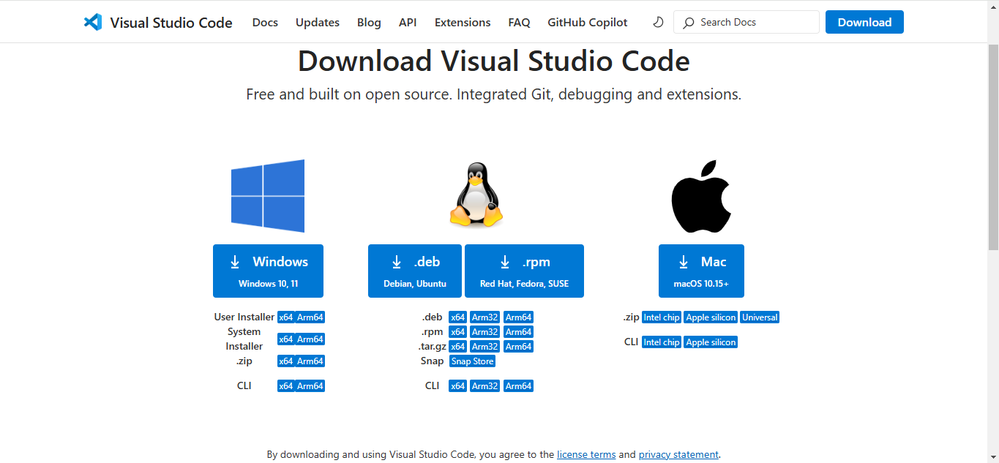 Visual Studio Code Docs Updates Blog API Extensions FAQ GitHub Copilot Search Docs Download
Download Visual Studio Code
Free and built on open source. Integrated Git, debugging and extensions.
Windows
Windows 10, 11
User Installer x64 Arm64
System
Installer x64 Arm64
.zip x64 Arm64
CLI x64 Arm64
.deb
Debian, Ubuntu
.rpm
Red Hat, Fedora, SUSE
.deb x64 Arm32 Arm64
.rpm x64 Arm32 Arm64
.tar.gz x64 Arm32 Arm64
Snap Snap Store
CLI x64 Arm32 Arm64
Mac
macOS 10.15+
.zip Intel chip Apple silicon Universal
CLI Intel chip Apple silicon
By downloading and using Visual Studio Code, you agree to the license terms and privacy statement.